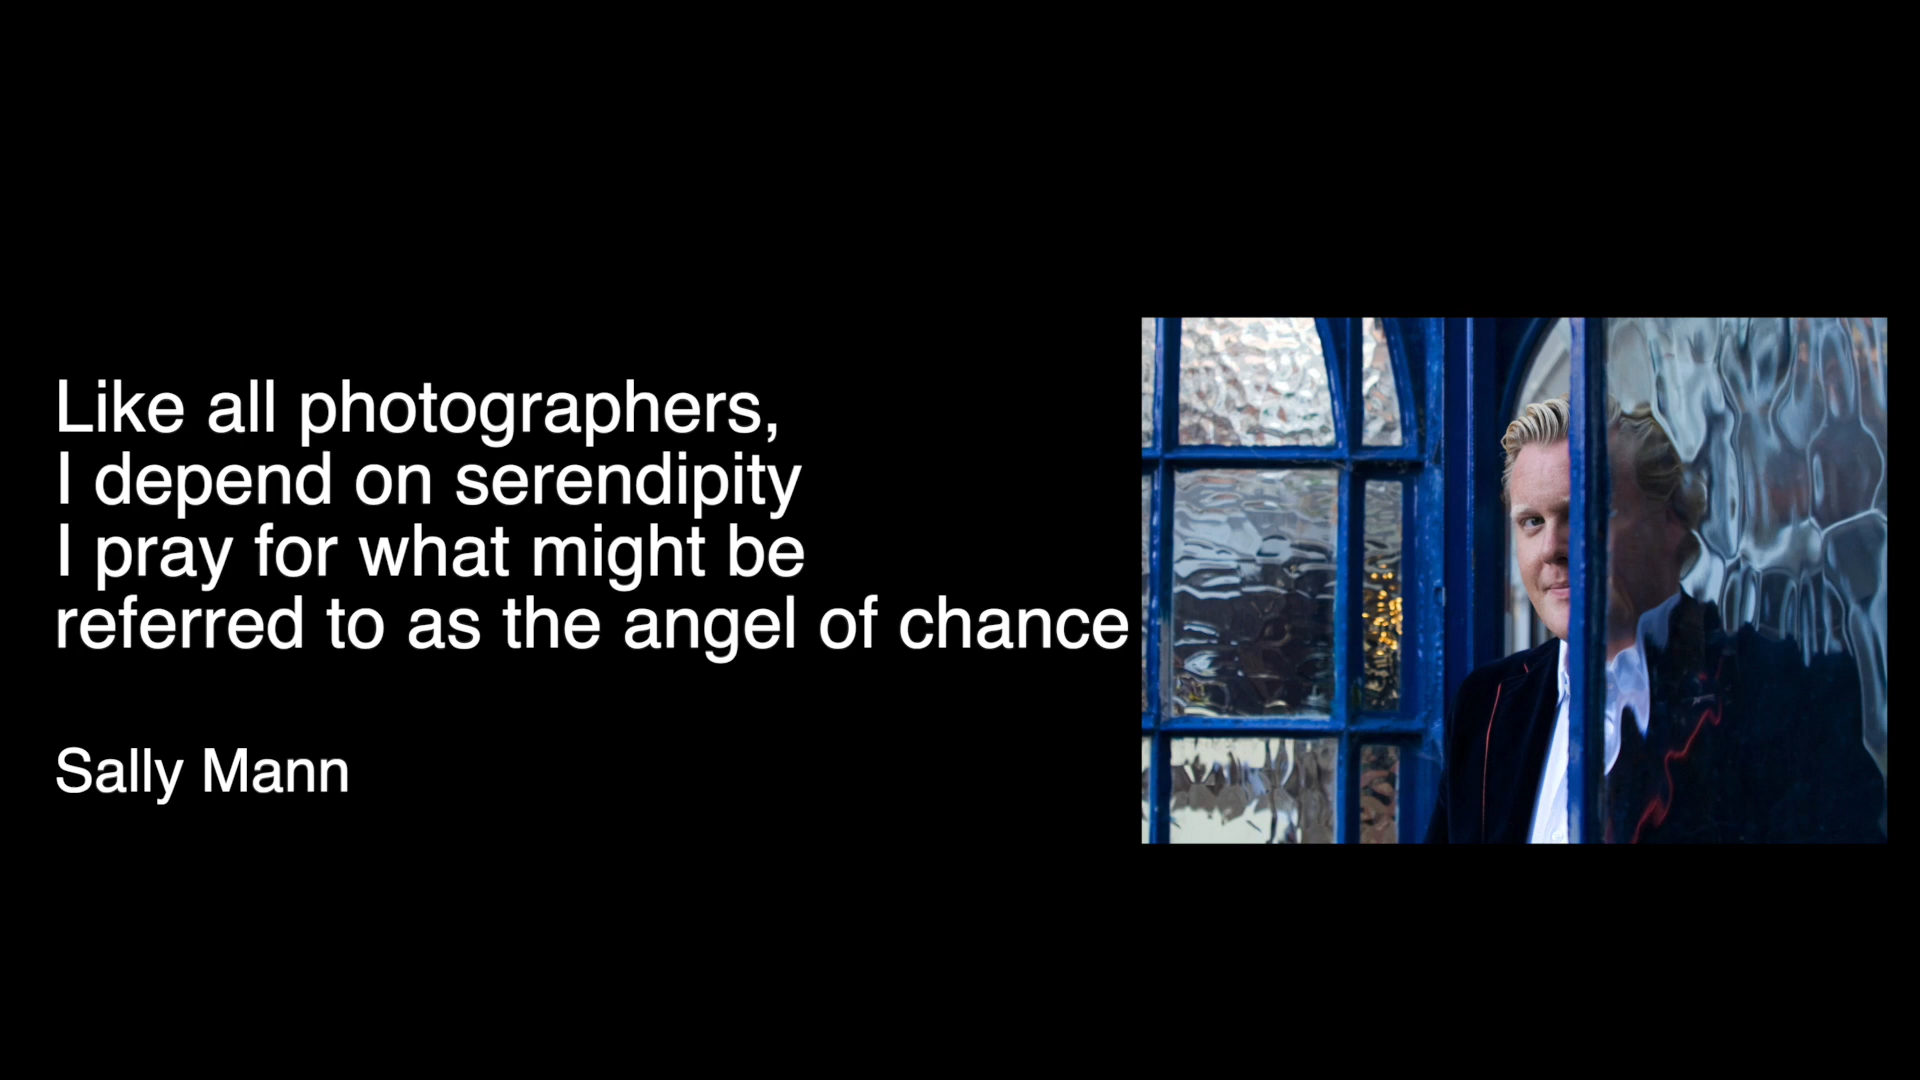 Like all photographers,
I depend on serendipity
I pray for what might be
referred to as the angel of chance
Sally Mann